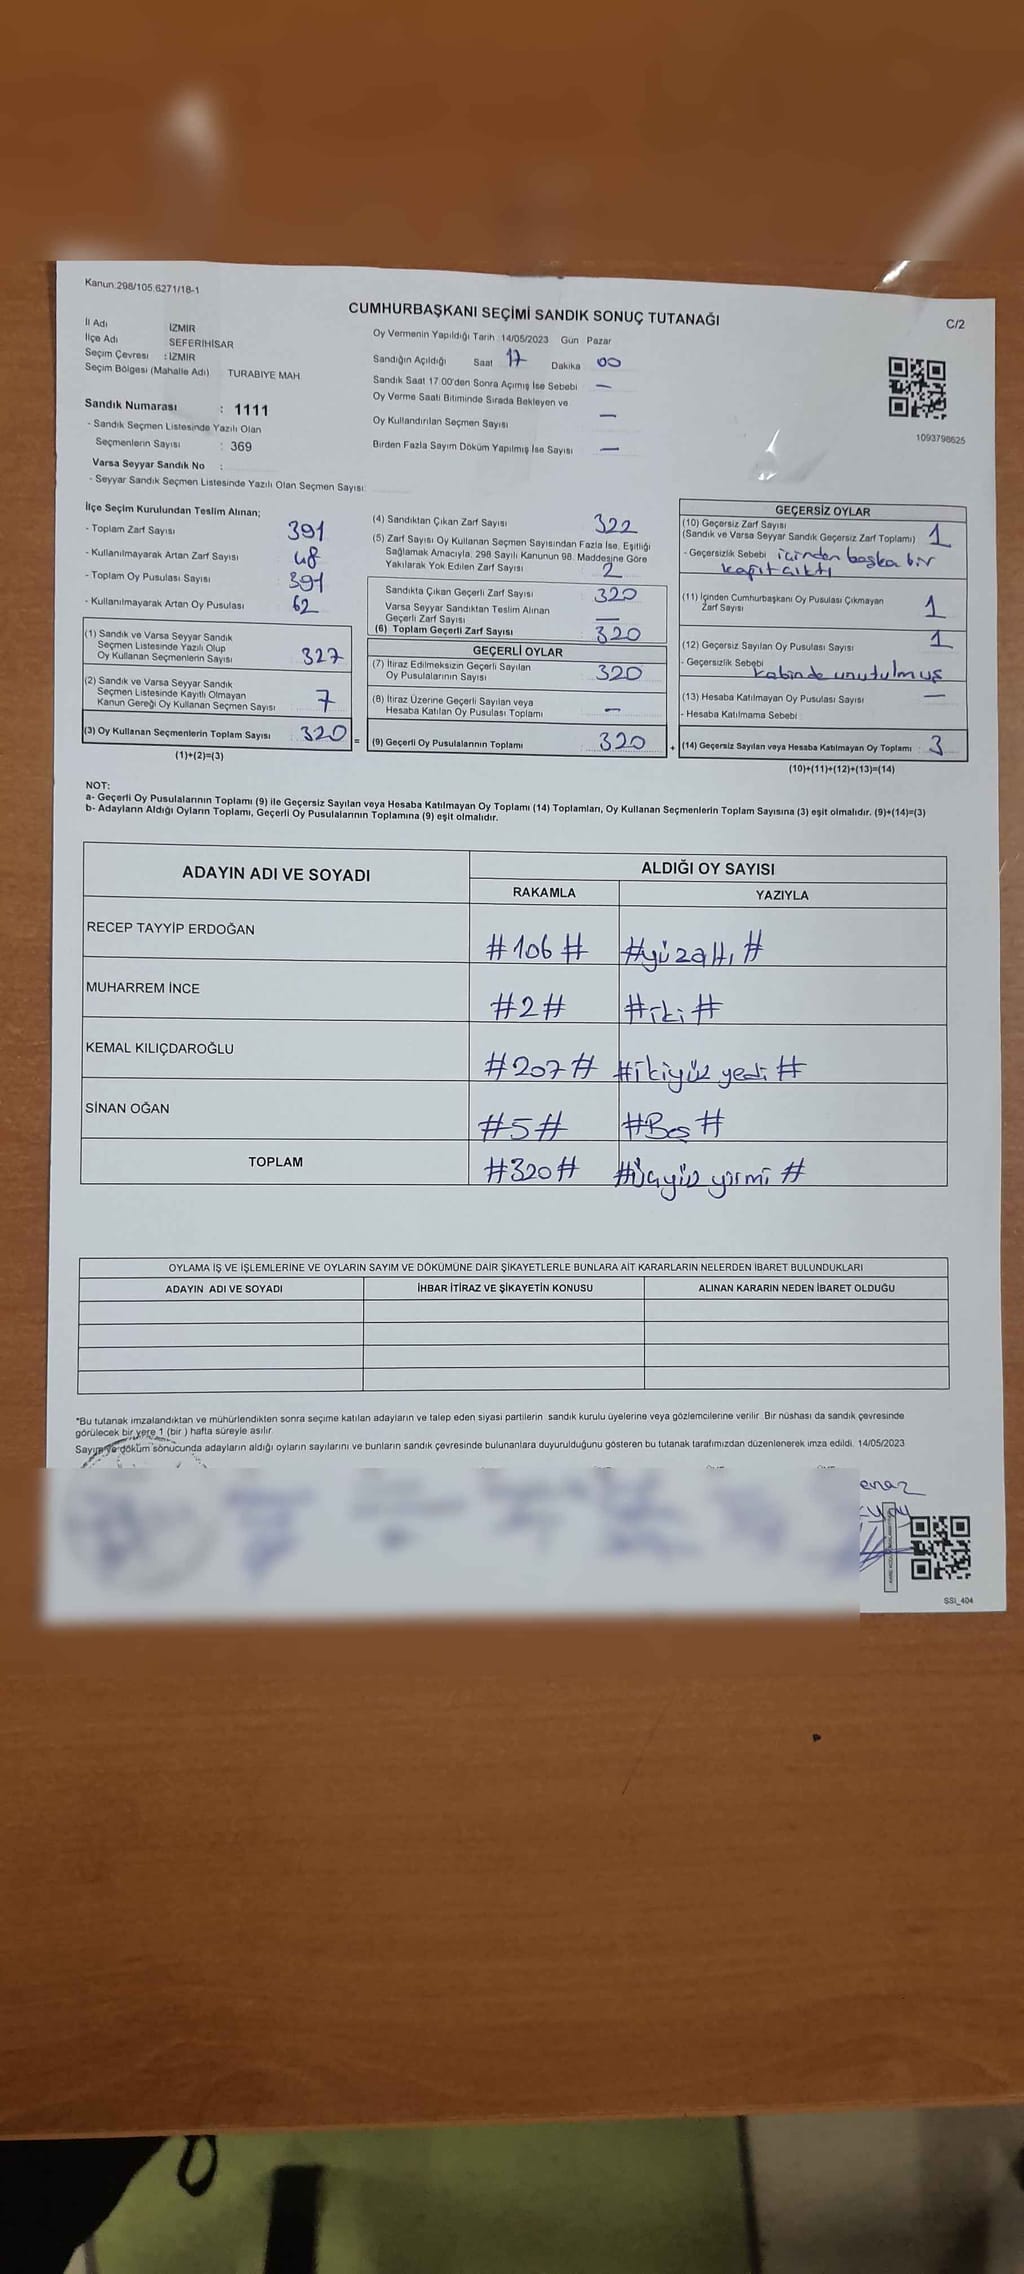 Kanun:298/105.6271/18-1
CUMHURBAŞKANI SEÇİMİ SANDIK SONUÇ TUTANAĞI
C/2
İl Adı İZMİR
İlçe Adı SEFERİHİSAR
Seçim Çevresi : İZMİR
Seçim Bölgesi (Mahalle Adı) TURABIYE MAH
Sandık Numarası : 1111
- Sandık Seçmen Listesinde Yazılı Olan
Seçmenlerin Sayısı : 369
Varsa Seyyar Sandık No :
- Seyyar Sandık Seçmen Listesinde Yazılı Olan Seçmen Sayısı:
Oy Vermenin Yapıldığı Tarih : 14/05/2023 Gün : Pazar
Sandığın Açıldığı Saat 17 Dakika 00
Sandık Saat 17 00'den Sonra Açımış İse Sebebi —
Oy Verme Saati Bitiminde Sırada Bekleyen ve
Oy Kullandırılan Seçmen Sayısı —
Birden Fazla Sayım Döküm Yapılmış İse Sayısı —
1093798625
İlçe Seçim Kurulundan Teslim Alınan;
- Toplam Zarf Sayısı 391
- Kullanılmayarak Artan Zarf Sayısı 48
- Toplam Oy Pusulası Sayısı 391
- Kullanılmayarak Artan Oy Pusulası 62
(1) Sandık ve Varsa Seyyar Sandık
Seçmen Listesinde Yazılı Olup
Oy Kullanan Seçmenlerin Sayısı 327
(2) Sandık ve Varsa Seyyar Sandık
Seçmen Listesinde Kayıtlı Olmayan
Kanun Gereği Oy Kullanan Seçmen Sayısı 7
(3) Oy Kullanan Seçmenlerin Toplam Sayısı : 320 =
(1)+(2)=(3)
(4) Sandıktan Çıkan Zarf Sayısı 322
(5) Zarf Sayısı Oy Kullanan Seçmen Sayısından Fazla İse, Eşitliği
Sağlamak Amacıyla, 298 Sayılı Kanunun 98. Maddesine Göre
Yakılarak Yok Edilen Zarf Sayısı 2
Sandıkta Çıkan Geçerli Zarf Sayısı 320
Varsa Seyyar Sandıktan Teslim Alınan
Geçerli Zarf Sayısı —
(6) Toplam Geçerli Zarf Sayısı 320
GEÇERLİ OYLAR
(7) İtiraz Edilmeksizin Geçerli Sayılan
Oy Pusulalarının Sayısı 320
(8) İtiraz Üzerine Geçerli Sayılan veya
Hesaba Katılan Oy Pusulası Toplamı —
(9) Geçerli Oy Pusulalarının Toplamı 320 +
GEÇERSİZ OYLAR
(10) Geçersiz Zarf Sayısı
(Sandık ve Varsa Seyyar Sandık Geçersiz Zarf Toplamı) 1
- Geçersizlik Sebebi içinden başka bir
kağıt çıktı
(11) İçinden Cumhurbaşkanı Oy Pusulası Çıkmayan
Zarf Sayısı 1
(12) Geçersiz Sayılan Oy Pusulası Sayısı 1
- Geçersizlik Sebebi kabinde unutulmuş
(13) Hesaba Katılmayan Oy Pusulası Sayısı —
- Hesaba Katılmama Sebebi
(14) Geçersiz Sayılan veya Hesaba Katılmayan Oy Toplamı : 3
(10)+(11)+(12)+(13)=(14)
NOT:
a- Geçerli Oy Pusulalarının Toplamı (9) ile Geçersiz Sayılan veya Hesaba Katılmayan Oy Toplamı (14) Toplamları, Oy Kullanan Seçmenlerin Toplam Sayısına (3) eşit olmalıdır. (9)+(14)=(3)
b- Adayların Aldığı Oyların Toplamı, Geçerli Oy Pusulalarının Toplamına (9) eşit olmalıdır.
ADAYIN ADI VE SOYADI ALDIĞI OY SAYISI
RAKAMLA YAZIYLA
RECEP TAYYİP ERDOĞAN #106# #yüzaltı#
MUHARREM İNCE #2# #iki#
KEMAL KILIÇDAROĞLU #207# #ikiyüz yedi#
SİNAN OĞAN #5# #Beş#
TOPLAM #320# #Üçyüz yirmi#
OYLAMA İŞ VE İŞLEMLERİNE VE OYLARIN SAYIM VE DÖKÜMÜNE DAİR ŞİKAYETLERLE BUNLARA AİT KARARLARIN NELERDEN İBARET BULUNDUKLARI
ADAYIN ADI VE SOYADI İHBAR İTİRAZ VE ŞİKAYETİN KONUSU ALINAN KARARIN NEDEN İBARET OLDUĞU
*Bu tutanak imzalandıktan ve mühürlendikten sonra seçime katılan adayların ve talep eden siyasi partilerin sandık kurulu üyelerine veya gözlemcilerine verilir. Bir nüshası da sandık çevresinde
görülecek bir yere 1 (bir ) hafta süreyle asılır.
Sayım ve döküm sonucunda adayların aldığı oyların sayılarını ve bunların sandık çevresinde bulunanlara duyurulduğunu gösteren bu tutanak tarafımızdan düzenlenerek imza edildi. 14/05/2023
SSI_404